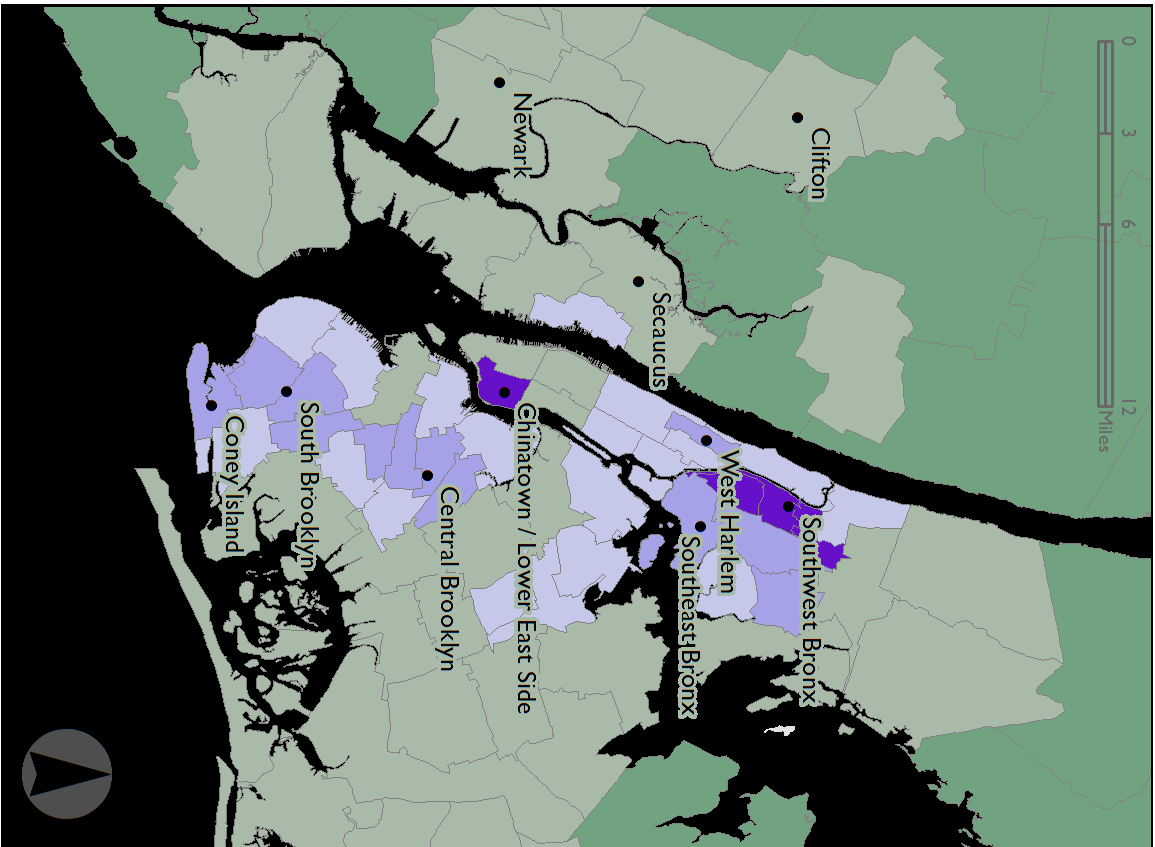 0 3 6 12
Miles
Clifton
Southwest Bronx
West Harlem
Southeast Bronx
Secaucus
Newark
Chinatown / Lower East Side
Central Brooklyn
South Brooklyn
Coney Island